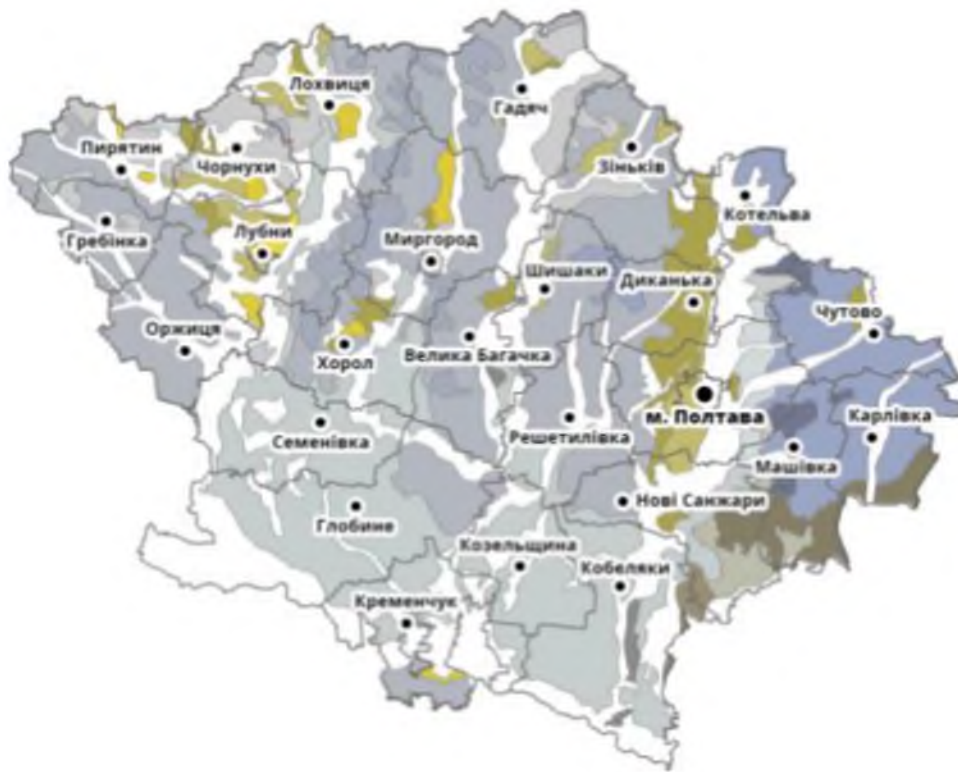 Лохвиця
Гадяч
Пирятин
Чорнухи
Зіньків
Котельва
Гребінка
Лубни
Миргород
Шишаки
Диканька
Чутово
Оржиця
Хорол
Велика Багачка
м. Полтава
Карлівка
Семенівка
Решетилівка
Машівка
Нові Санжари
Глобине
Козельщина
Кобеляки
Кременчук